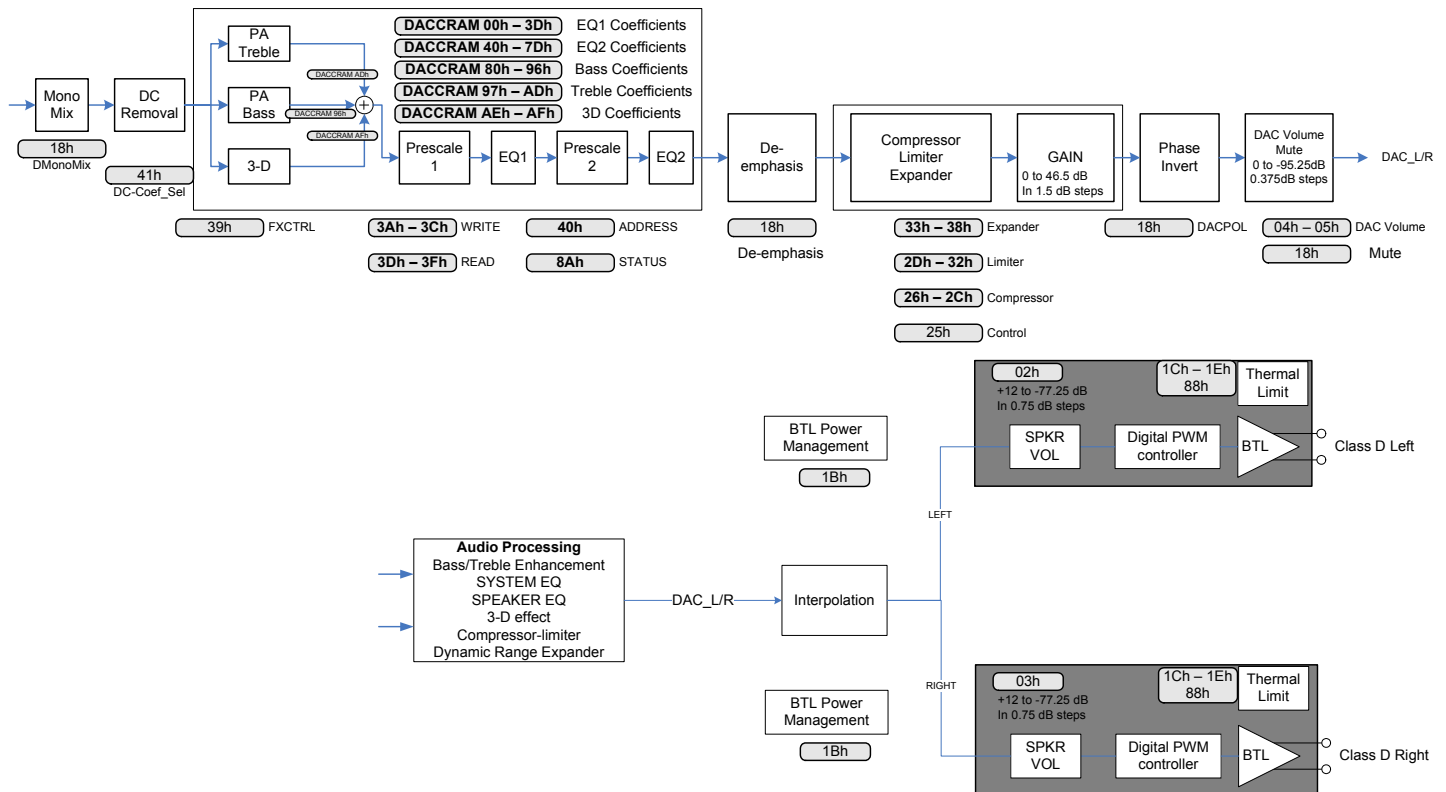 DACCRAM 00h – 3Dh EQ1 Coefficients
DACCRAM 40h – 7Dh EQ2 Coefficients
DACCRAM 80h – 96h Bass Coefficients
DACCRAM 97h – ADh Treble Coefficients
DACCRAM AEh – AFh 3D Coefficients
Mono
Mix
18h
DMonoMix
DC
Removal
41h
DC-Coef_Sel
PA
Treble
DACCRAM ADh
PA
Bass
DACCRAM 96h
3-D
DACCRAM AFh
+
Prescale
1
EQ1
Prescale
2
EQ2
39h FXCTRL
3Ah – 3Ch WRITE
3Dh – 3Fh READ
40h ADDRESS
8Ah STATUS
De-
emphasis
18h
De-emphasis
Compressor
Limiter
Expander
GAIN
0 to 46.5 dB
In 1.5 dB steps
33h – 38h Expander
2Dh – 32h Limiter
26h – 2Ch Compressor
25h Control
Phase
Invert
18h DACPOL
DAC Volume
Mute
0 to -95.25dB
0.375dB steps
DAC_L/R
04h – 05h DAC Volume
18h Mute
BTL Power
Management
1Bh
02h
+12 to -77.25 dB
In 0.75 dB steps
1Ch – 1Eh
88h
Thermal
Limit
SPKR
VOL
Digital PWM
controller
BTL
Class D Left
LEFT
Audio Processing
Bass/Treble Enhancement
SYSTEM EQ
SPEAKER EQ
3-D effect
Compressor-limiter
Dynamic Range Expander
DAC_L/R
Interpolation
RIGHT
BTL Power
Management
1Bh
03h
+12 to -77.25 dB
In 0.75 dB steps
1Ch – 1Eh
88h
Thermal
Limit
SPKR
VOL
Digital PWM
controller
BTL
Class D Right